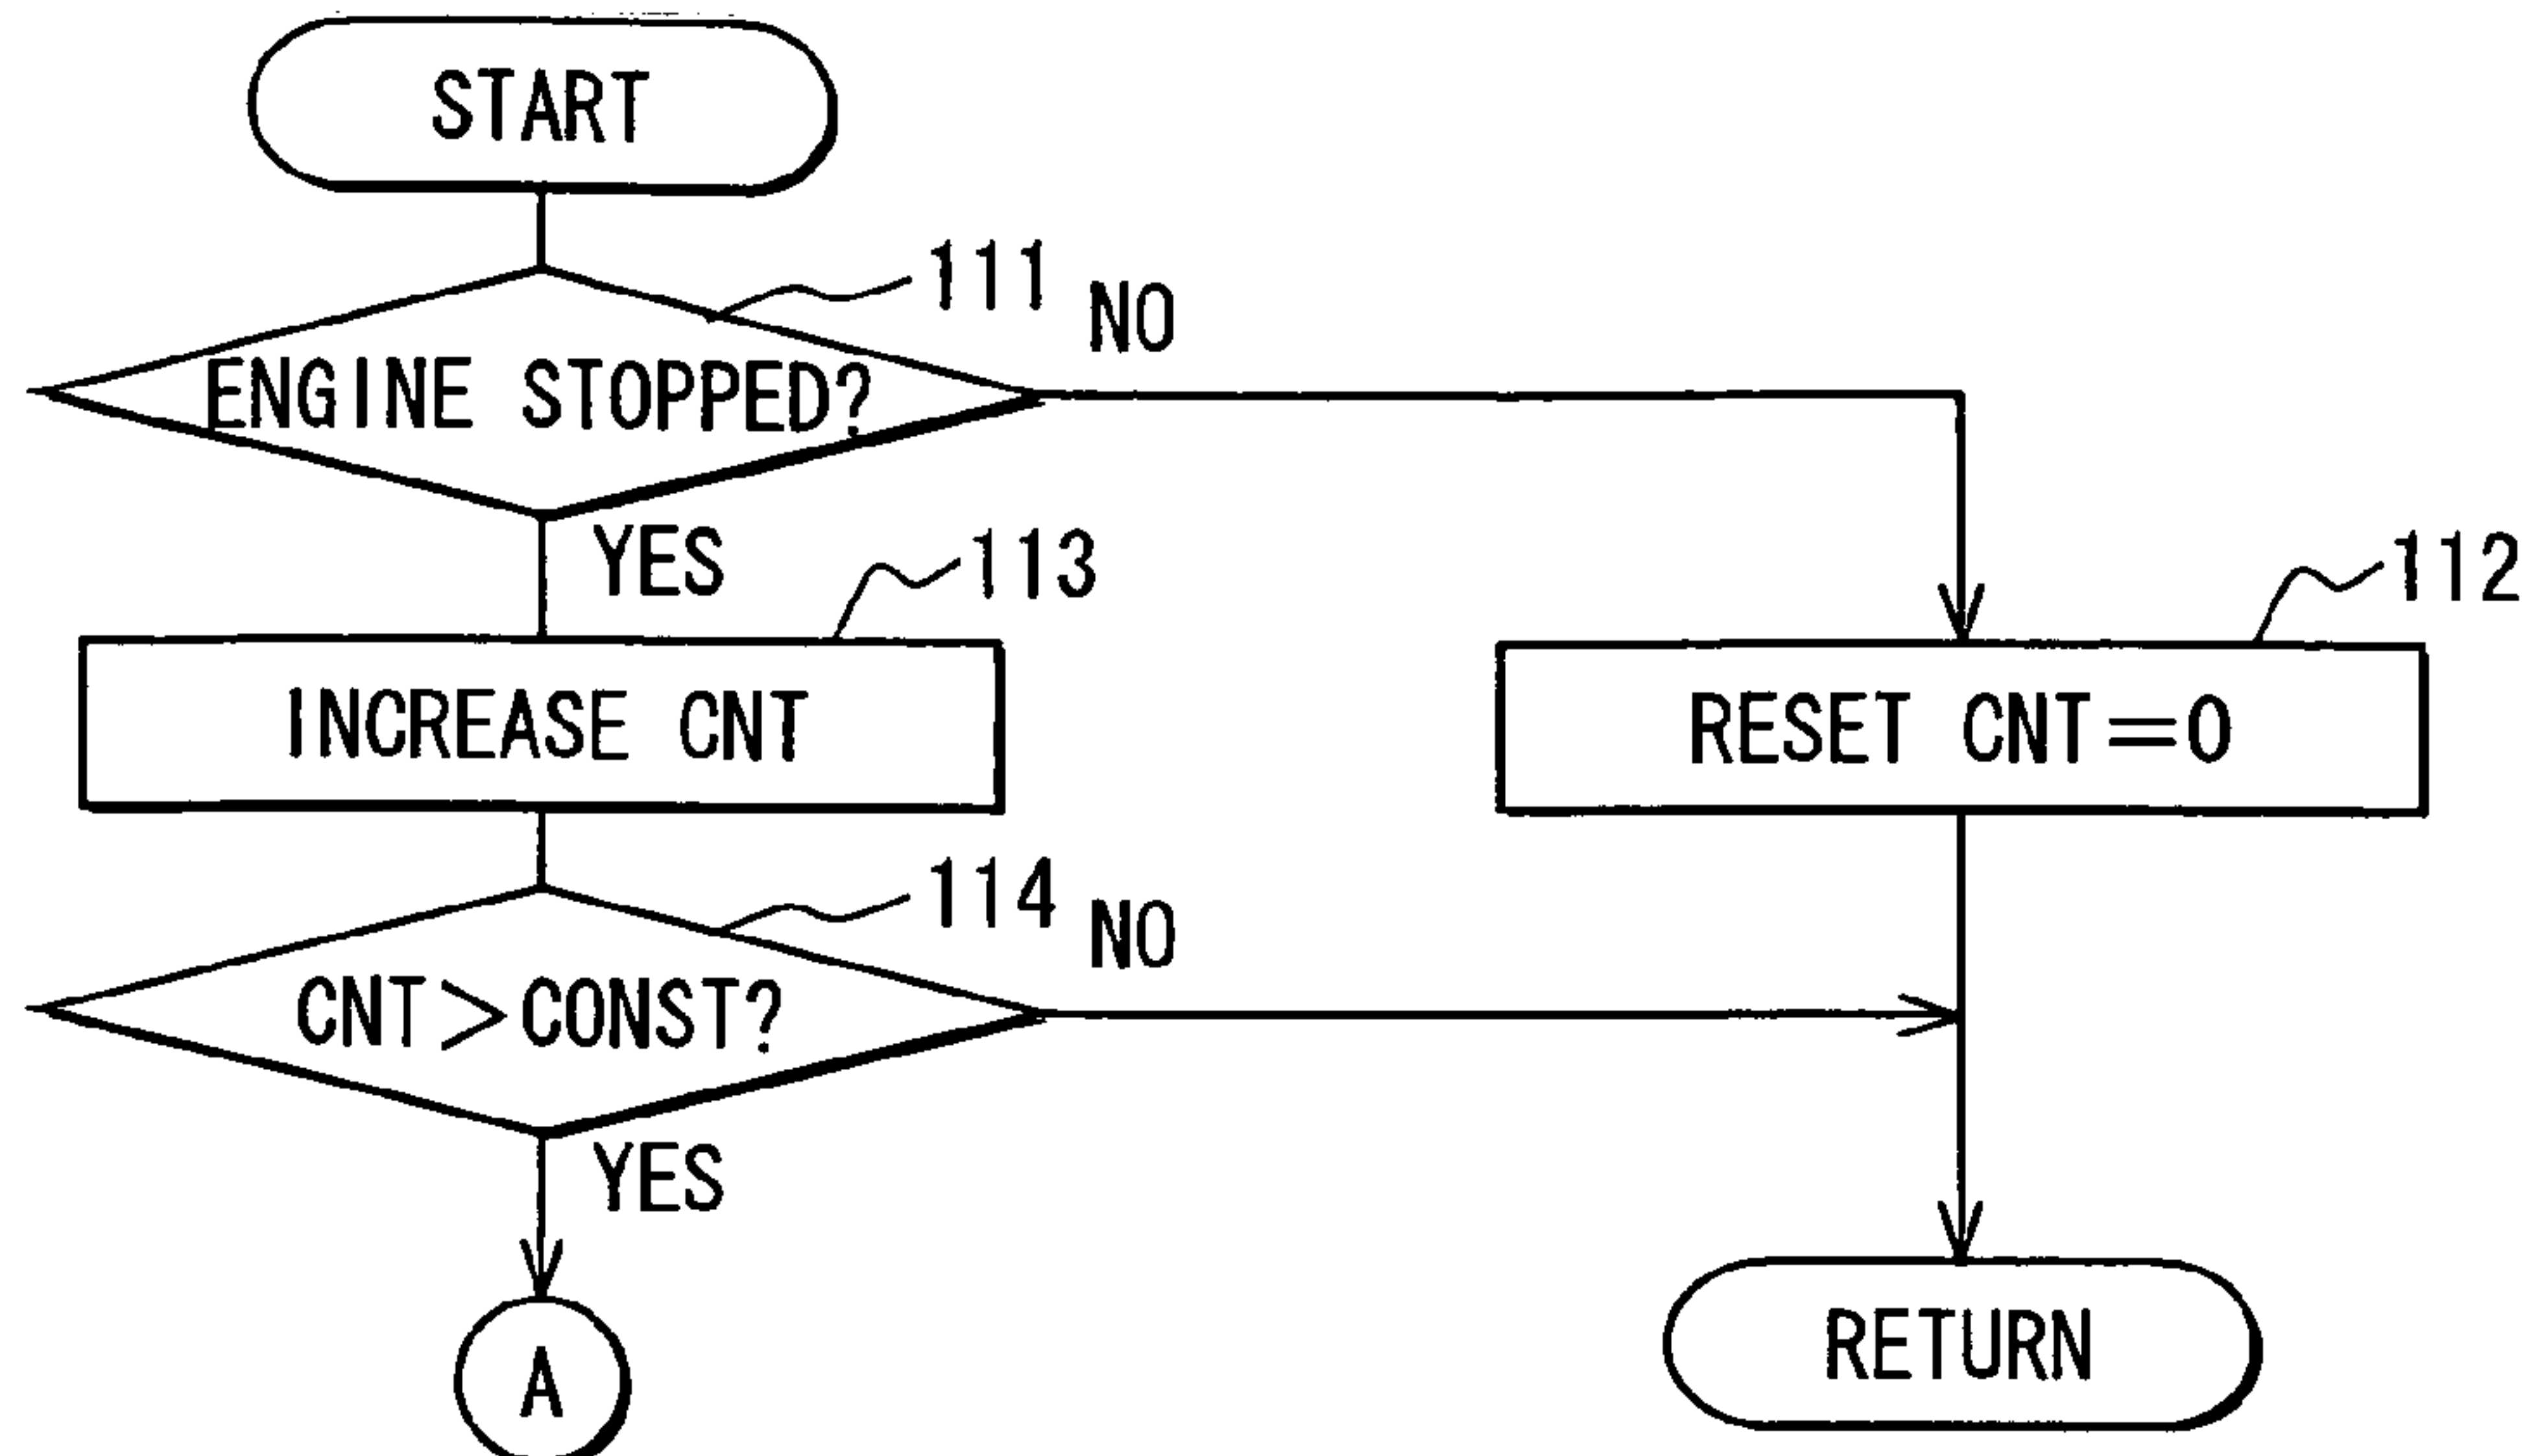 START
111
NO
ENGINE STOPPED?
YES
113
112
INCREASE CNT
RESET CNT=0
114
NO
CNT>CONST?
YES
A
RETURN